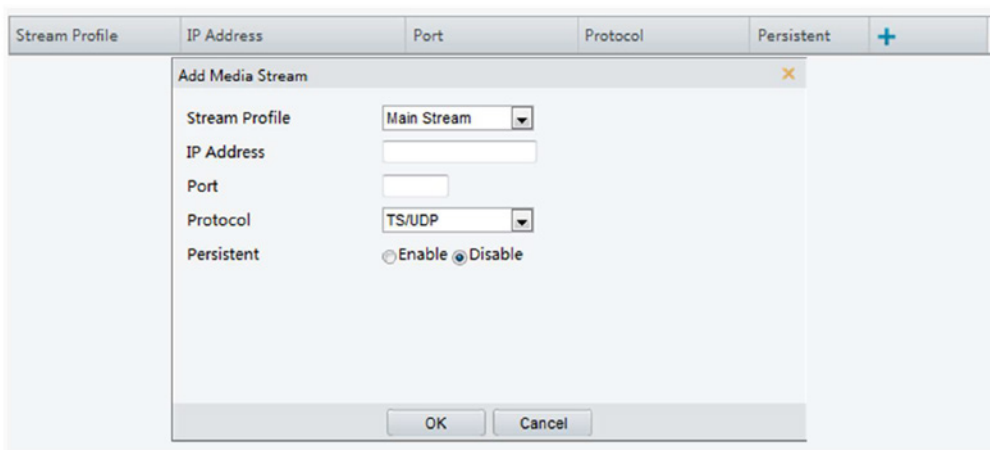 Stream Profile IP Address Port Protocol Persistent +
Add Media Stream ×
Stream Profile Main Stream
IP Address
Port
Protocol TS/UDP
Persistent Enable Disable
OK Cancel